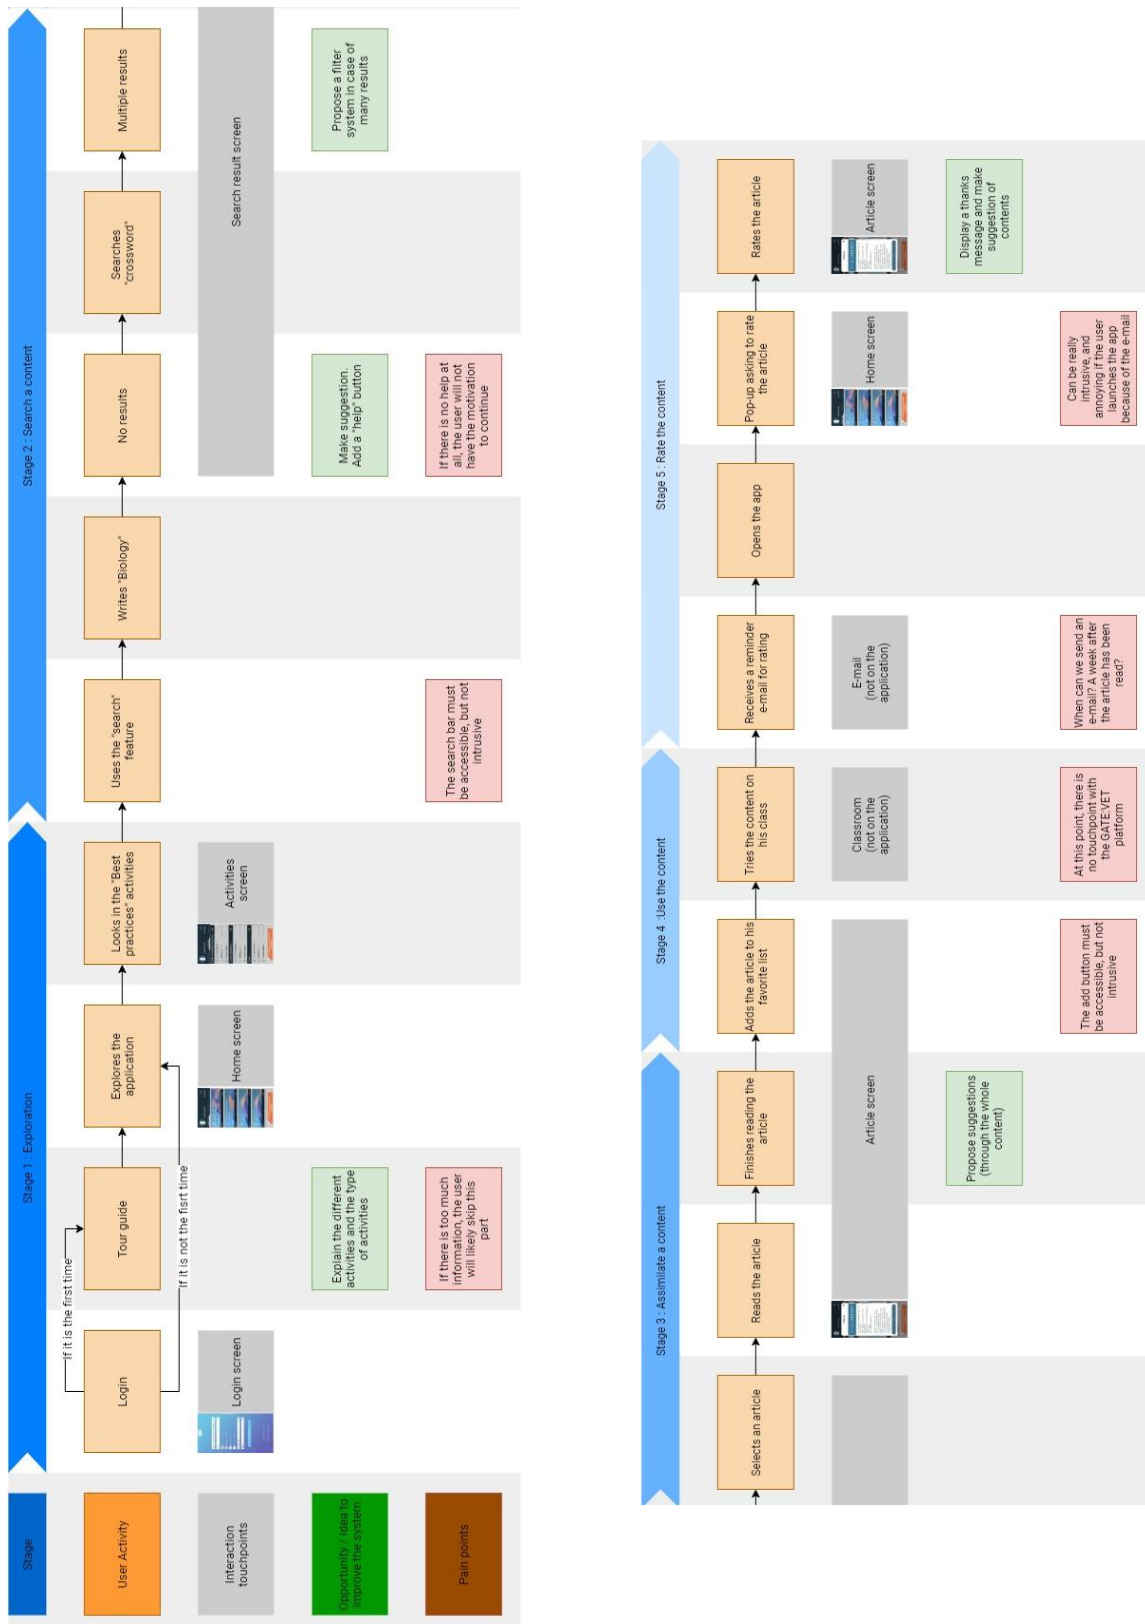 Stage
Stage 1 : Exploration
Stage 2 : Search a content
User Activity
Login
If it is the first time
If it is not the fisrt time
Tour guide
Explores the
application
Looks in the "Best
practices" activities
Uses the "search"
feature
Writes "Biology"
No results
Searches
"crossword"
Multiple results
Interaction
touchpoints
Login screen
Home screen
Activities
screen
Search result screen
Opportunity / Idea to
improve the system
Explain the different
activities and the type
of activities
Make suggestion.
Add a "help" button
Propose a filter
system in case of
many results
Pain points
If there is too much
information, the user
will likely skip this
part
The search bar must
be accessible, but not
intrusive
If there is no help at
all, the user will not
have the motivation
to continue
Stage 3 : Assimilate a content
Stage 4 :Use the content
Stage 5 : Rate the content
Selects an article
Reads the article
Finishes reading the
article
Adds the article to his
favorite list
Tries the content on
his class
Receives a reminder
e-mail for rating
Opens the app
Pop-up asking to rate
the article
Rates the article
Article screen
Classroom
(not on the
application)
E-mail
(not on the
application)
Home screen
Article screen
Propose suggestions
(through the whole
content)
Display a thanks
message and make
suggestion of
contents
The add button must
be accessible, but not
intrusive
At this point, there is
no touchpoint with
the GATE:VET
platform
When can we send an
e-mail? A week after
the article has been
read?
Can be really
intrusive, and
annoying if the user
launches the app
because of the e-mail